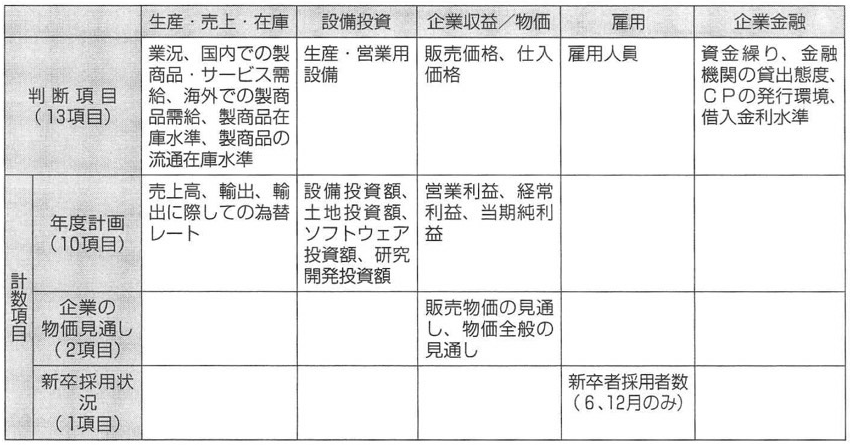 生産・売上・在庫
設備投資
企業収益／物価
雇用
企業金融
判断項目
（13項目）
業況、国内での製
商品・サービス需
給、海外での製商
品需給、製商品在
庫水準、製商品の
流通在庫水準
生産・営業用
設備
販売価格、仕入
価格
雇用人員
資金繰り、金融
機関の貸出態度、
ＣＰの発行環境、
借入金利水準
計数項目
年度計画
（10項目）
売上高、輸出、輸
出に際しての為替
レート
設備投資額、
土地投資額、
ソフトウェア
投資額、研究
開発投資額
営業利益、経常
利益、当期純利
益
企業の
物価見通し
（２項目）
販売物価の見通
し、物価全般の
見通し
新卒採用状
況
（１項目）
新卒者採用者数
（６、12月のみ）